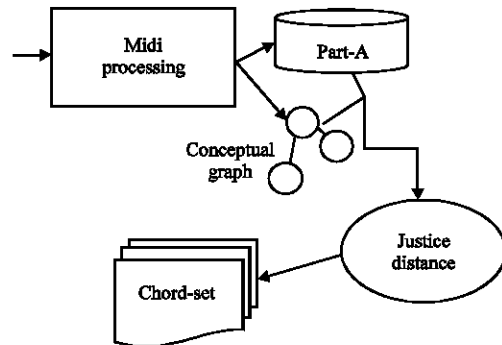 Midi
processing
Part-A
Conceptual
graph
Justice
distance
Chord-set